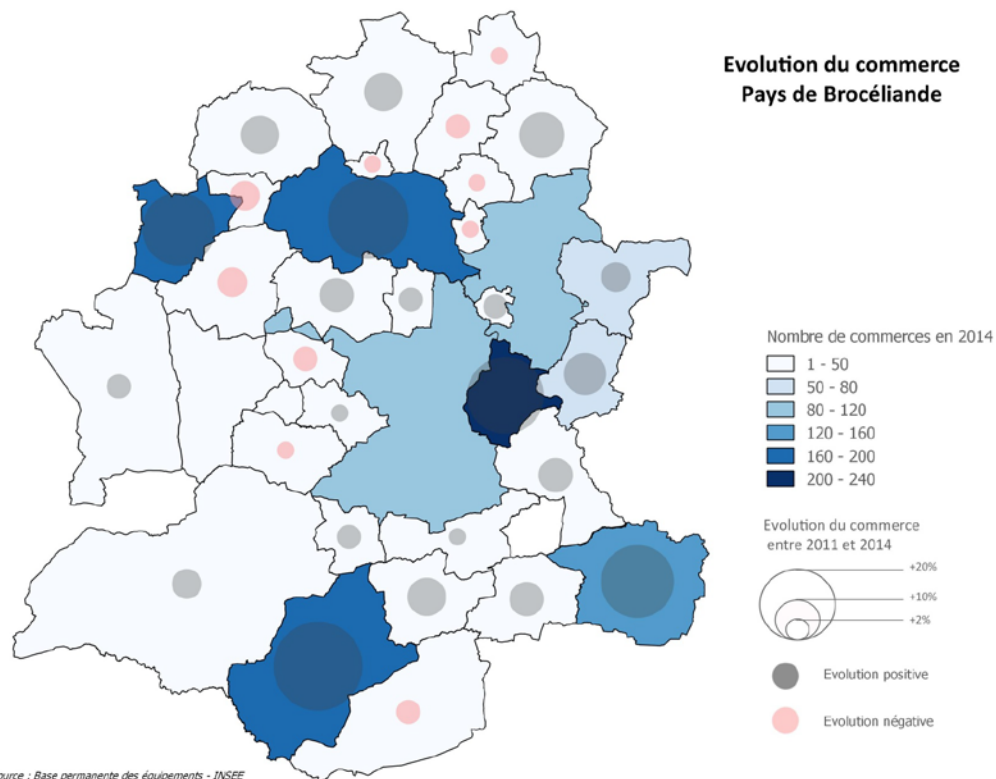 Evolution du commerce
Pays de Brocéliande
Nombre de commerces en 2014
1 - 50
50 - 80
80 - 120
120 - 160
160 - 200
200 - 240
Evolution du commerce
entre 2011 et 2014
+20%
+10%
+2%
Evolution positive
Evolution négative
ource : Base permanente des équipements - INSEE